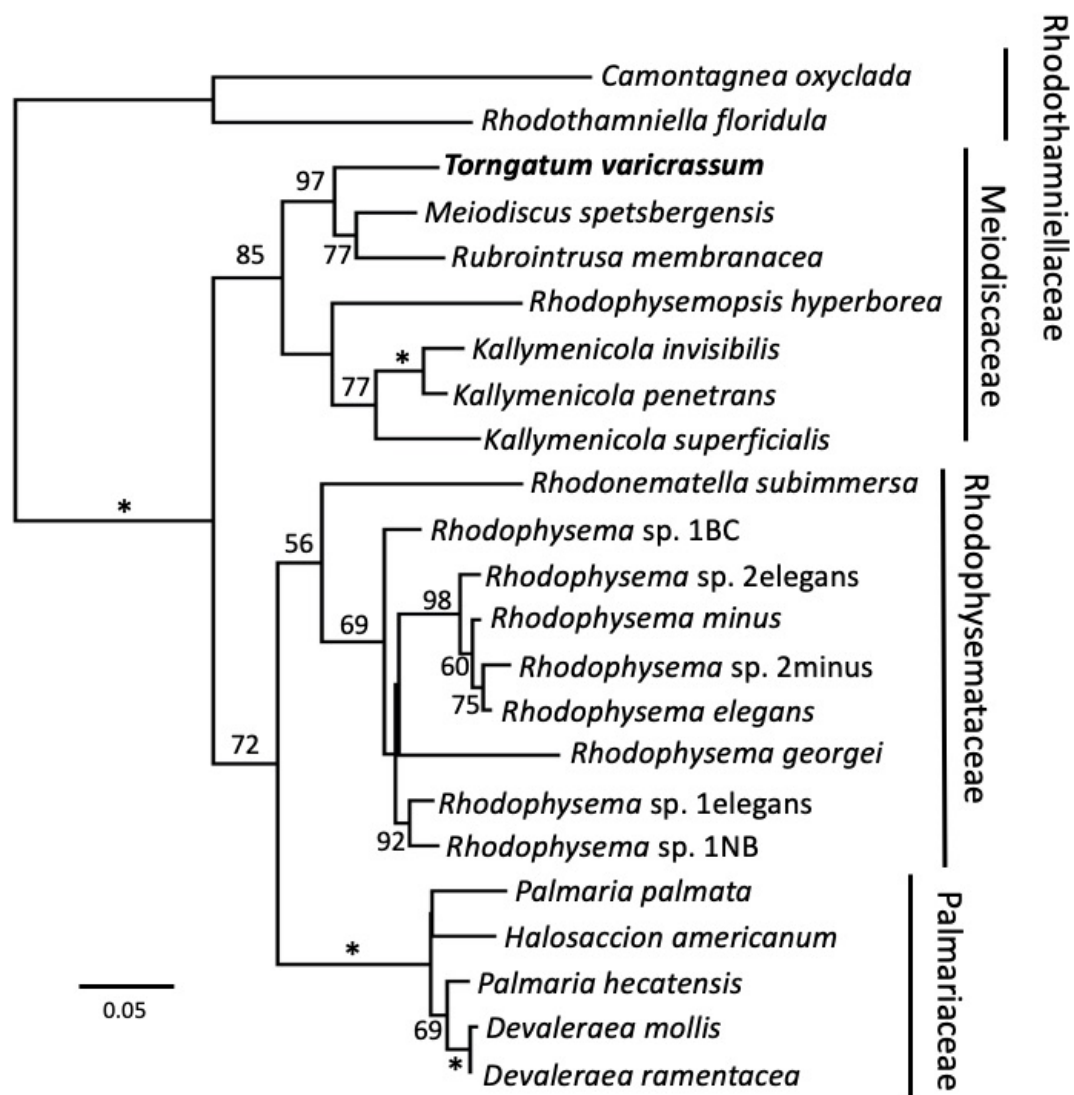 Camontagnea oxyclada
Rhodothamniella floridula
Torngatum varicrassum
97
Meiodiscus spetsbergensis
77
Rubrointrusa membranacea
85
Rhodophysemopsis hyperborea
*
Kallymenicola invisibilis
77
Kallymenicola penetrans
Kallymenicola superficialis
*
Rhodonematella subimmersa
56
Rhodophysema sp. 1BC
Rhodophysema sp. 2elegans
98
Rhodophysema minus
69
60
Rhodophysema sp. 2minus
75
Rhodophysema elegans
72
Rhodophysema georgei
Rhodophysema sp. 1elegans
92
Rhodophysema sp. 1NB
Palmaria palmata
*
Halosaccion americanum
Palmaria hecatensis
69
Devaleraea mollis
*
Devaleraea ramentacea
0.05
Rhodothamniellaceae
Meiodiscaceae
Rhodophysemataceae
Palmariaceae